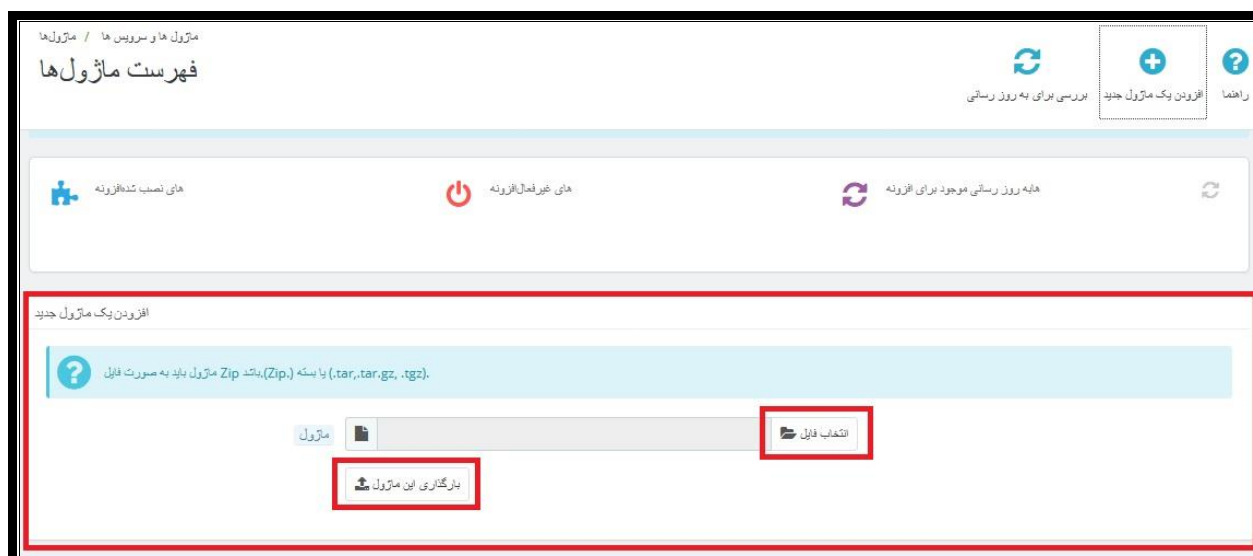 ماژول ها و سرویس ها / ماژول‌ها
فهرست ماژول‌ها
بررسی برای به روز رسانی
افزودن یک ماژول جدید
راهنما
های نصب شدهافزونه
های غیرفعالافزونه
هابه روز رسانی موجود برای افزونه
افزودن یک ماژول جدید
ماژول باید به صورت فایل Zip باشد.(Zip.) یا بسته (.tar,.tar.gz, .tgz).
ماژول
انتخاب فایل
بارگذاری این ماژول